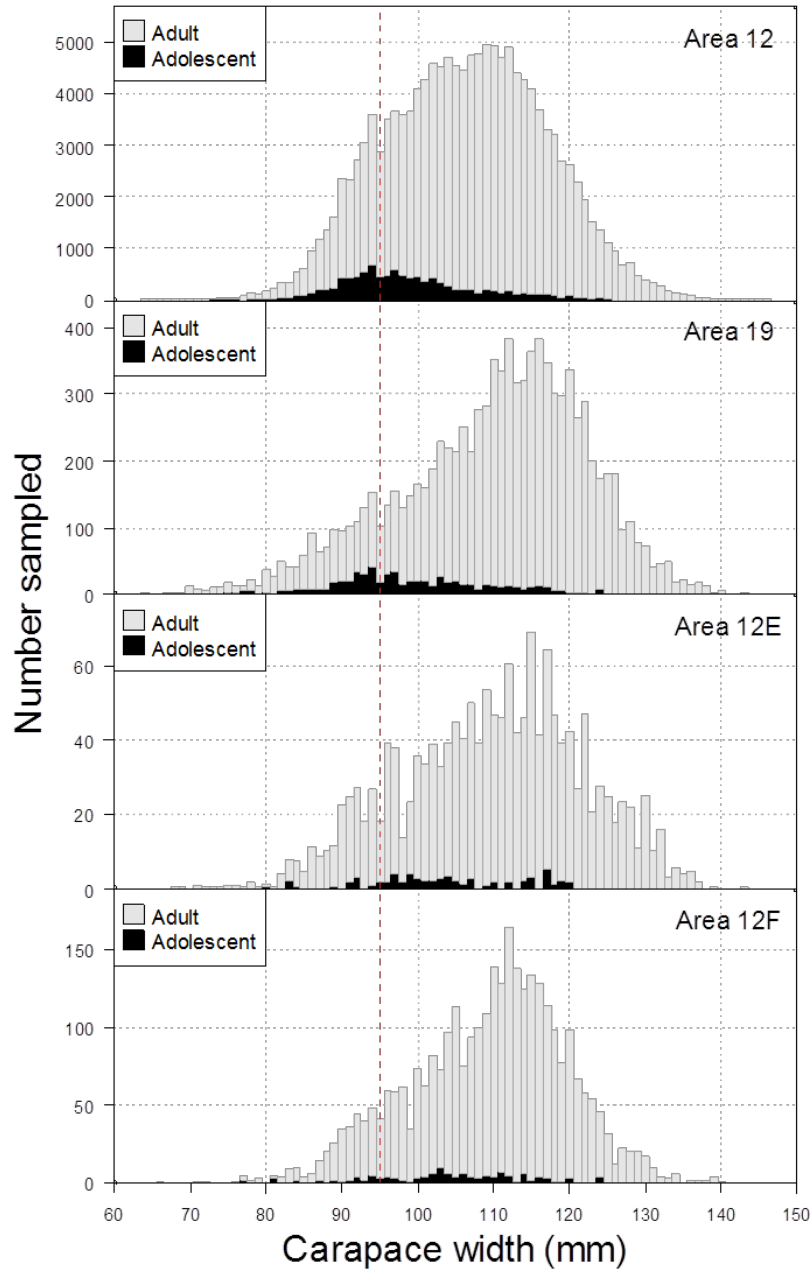 Adult
Adolescent
Area 12
5000
4000
3000
2000
1000
0
Adult
Adolescent
Area 19
400
300
200
100
0
Adult
Adolescent
Area 12E
60
40
20
0
Adult
Adolescent
Area 12F
150
100
50
0
Number sampled
60 70 80 90 100 110 120 130 140 150
Carapace width (mm)